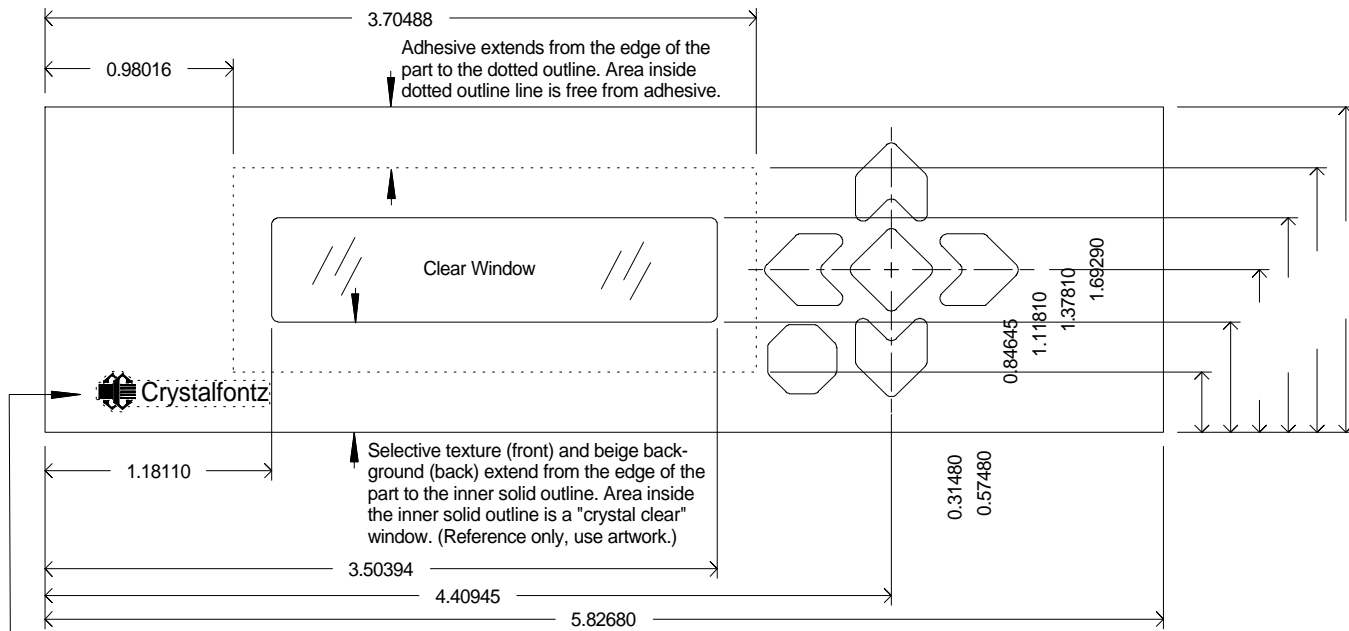 3.70488
0.98016
Adhesive extends from the edge of the
part to the dotted outline. Area inside
dotted outline line is free from adhesive.
Clear Window
0.84645
1.11810
1.37810
1.69290
Crystalfontz
1.18110
Selective texture (front) and beige back-
ground (back) extend from the edge of the
part to the inner solid outline. Area inside
the inner solid outline is a "crystal clear"
window. (Reference only, use artwork.)
0.31480
0.57480
3.50394
4.40945
5.82680